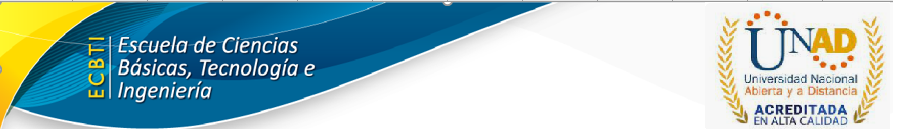 ECBTI
Escuela de Ciencias
Básicas, Tecnología e
Ingeniería
UNAD
Universidad Nacional
Abierta y a Distancia
ACREDITADA
EN ALTA CALIDAD